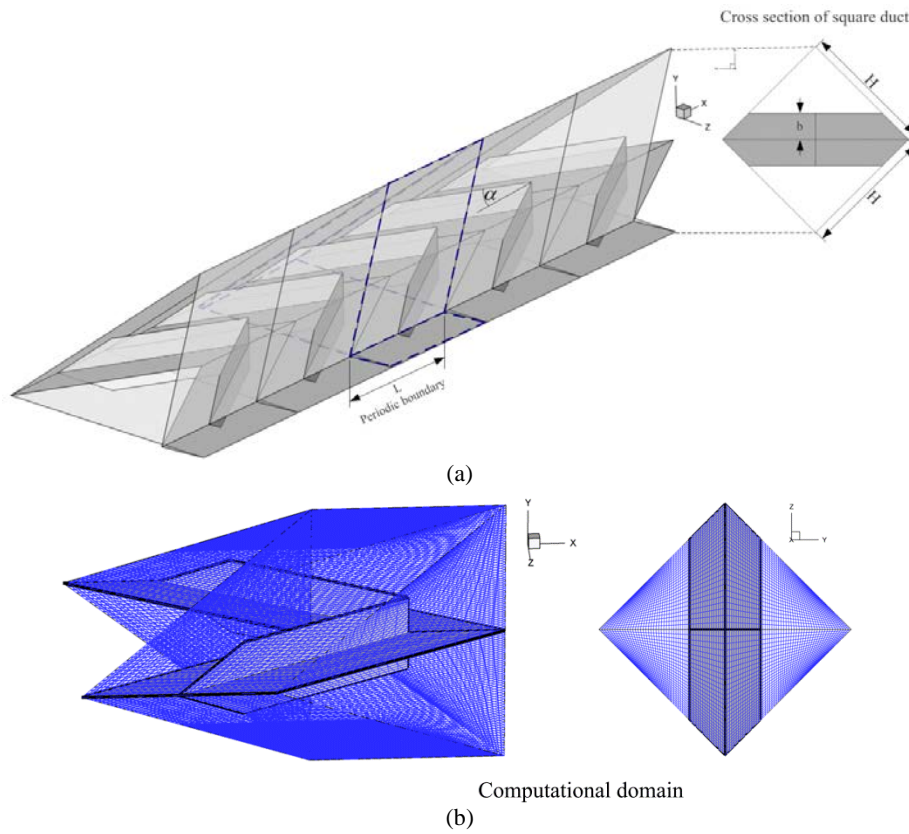 Cross section of square duct
H
Y
X
Z
b
α
H
L
Periodic boundary
(a)
Y
X
Z
Z
X
Y
Computational domain
(b)